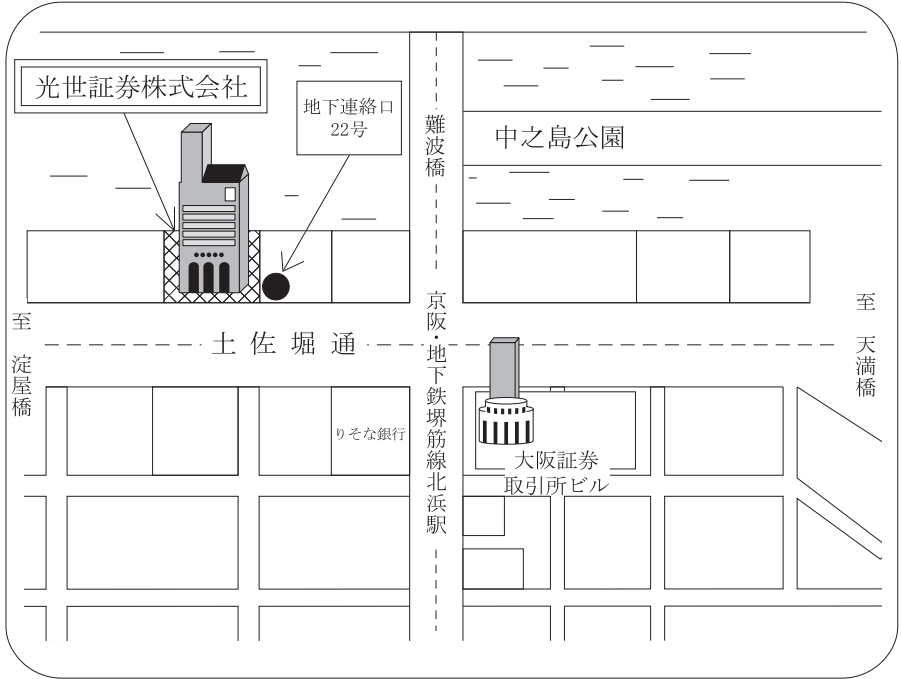 光世証券株式会社
地下連絡口
22号
難波橋
中之島公園
至 淀屋橋
土佐堀通
京阪・地下鉄堺筋線北浜駅
至 天満橋
りそな銀行
大阪証券
取引所ビル